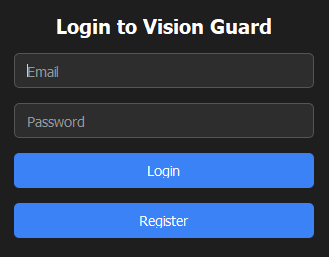 Login to Vision Guard
Email
Password
Login
Register